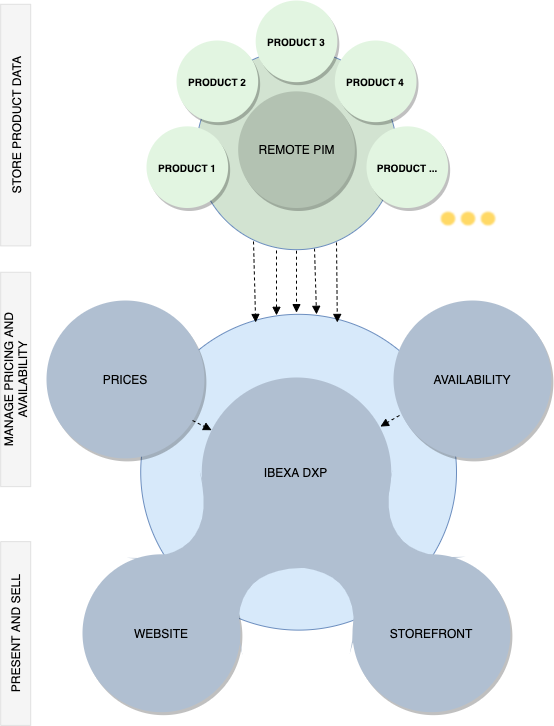 STORE PRODUCT DATA
PRODUCT 3
PRODUCT 2
PRODUCT 4
REMOTE PIM
PRODUCT 1
PRODUCT ...
MANAGE PRICING AND
AVAILABILITY
PRICES
AVAILABILITY
IBEXA DXP
PRESENT AND SELL
WEBSITE
STOREFRONT